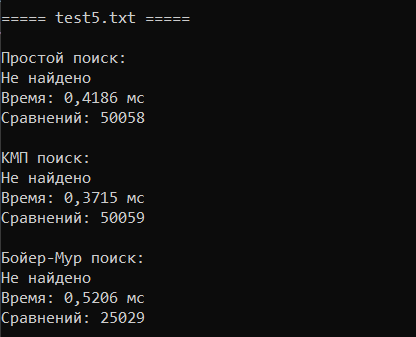 ===== test5.txt =====
Простой поиск:
Не найдено
Время: 0,4186 мс
Сравнений: 50058
КМП поиск:
Не найдено
Время: 0,3715 мс
Сравнений: 50059
Бойер-Мур поиск:
Не найдено
Время: 0,5206 мс
Сравнений: 25029